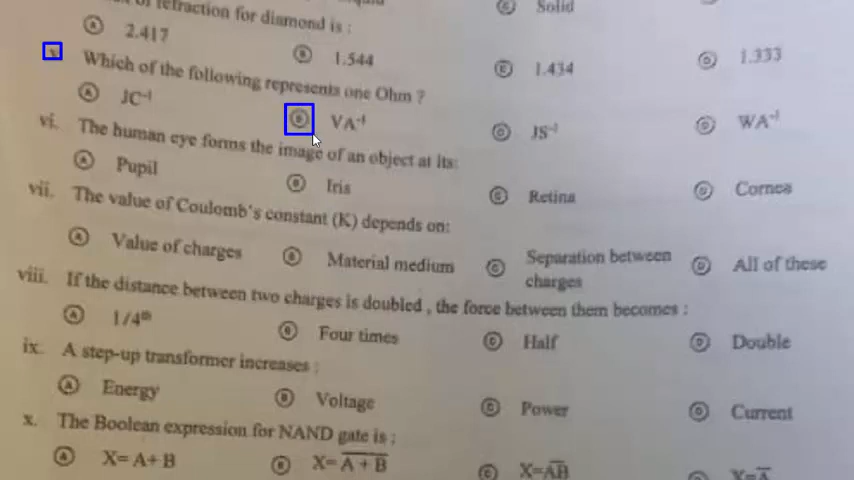 of refraction for diamond is :
Ⓒ Solid
Ⓐ 2.417 Ⓑ 1.544 Ⓒ 1.434 Ⓓ 1.333
v. Which of the following represents one Ohm ?
Ⓐ JC⁻¹ Ⓑ VA⁻¹ Ⓒ JS⁻¹ Ⓓ WA⁻¹
vi. The human eye forms the image of an object at its:
Ⓐ Pupil Ⓑ Iris Ⓒ Retina Ⓓ Cornea
vii. The value of Coulomb's constant (K) depends on:
Ⓐ Value of charges Ⓑ Material medium Ⓒ Separation between charges Ⓓ All of these
viii. If the distance between two charges is doubled , the force between them becomes :
Ⓐ 1/4ᵗʰ Ⓑ Four times Ⓒ Half Ⓓ Double
ix. A step-up transformer increases :
Ⓐ Energy Ⓑ Voltage Ⓒ Power Ⓓ Current
x. The Boolean expression for NAND gate is ;
Ⓐ X= A+ B Ⓑ X= A̅ ̅+̅ ̅B̅ Ⓒ X=A̅B̅ Ⓓ X=A̅